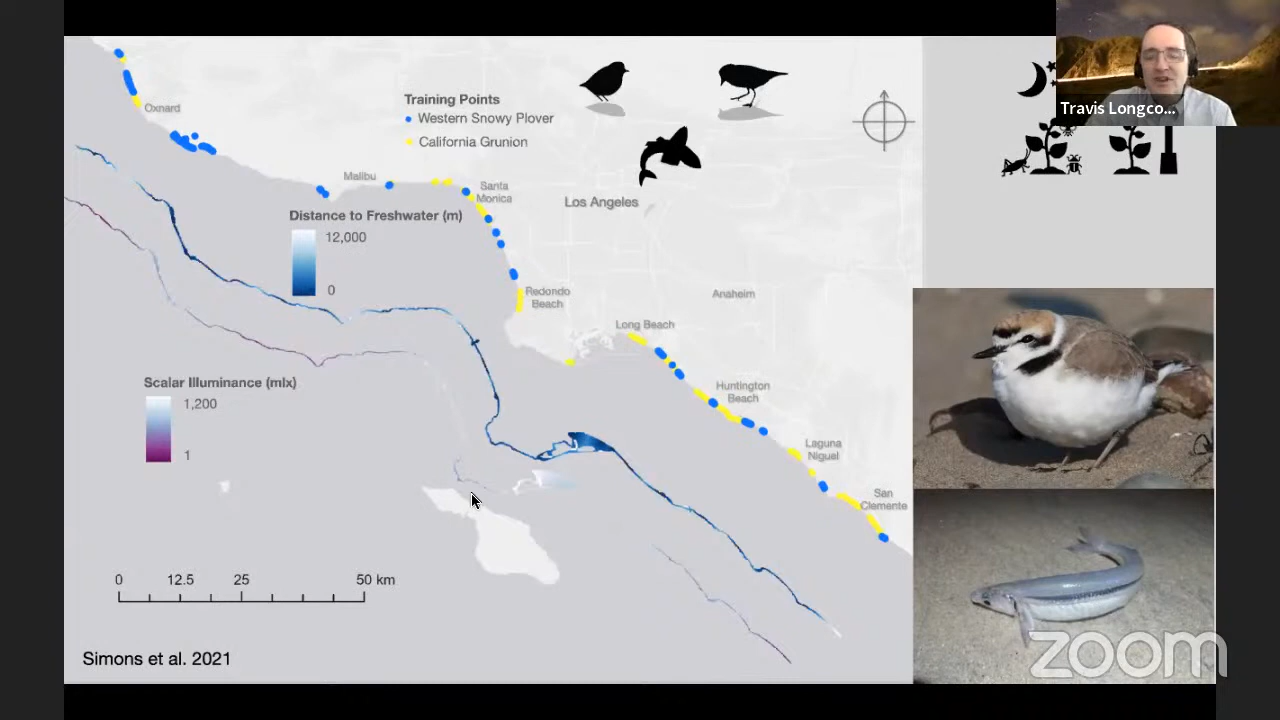 Travis Longco...
Oxnard
Training Points
Western Snowy Plover
California Grunion
Malibu
Santa
Monica
Los Angeles
Distance to Freshwater (m)
12,000
0
Redondo
Beach
Anaheim
Long Beach
Scalar Illuminance (mlx)
1,200
1
Huntington
Beach
Laguna
Niguel
San
Clemente
0 12.5 25 50 km
Simons et al. 2021
zoom